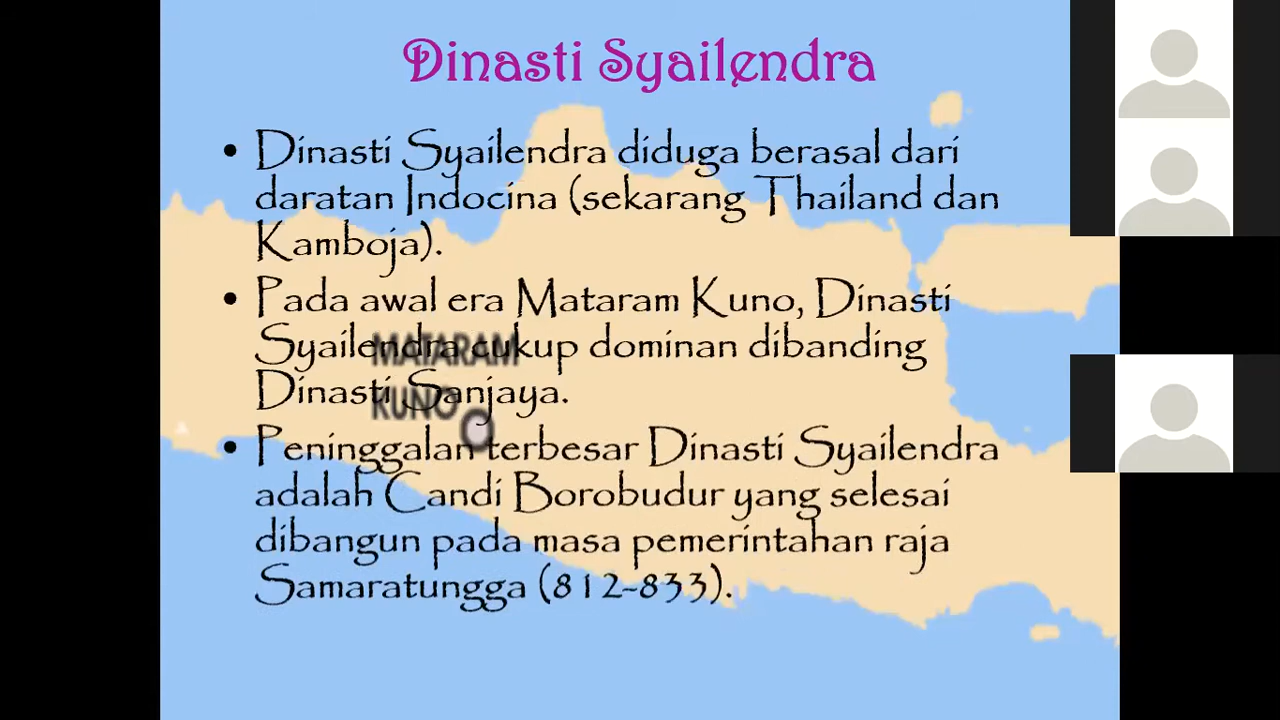 Dinasti Syailendra
• Dinasti Syailendra diduga berasal dari
daratan Indocina (sekarang Thailand dan
Kamboja).
• Pada awal era Mataram Kuno, Dinasti
Syailendra cukup dominan dibanding
Dinasti Sanjaya.
• Peninggalan terbesar Dinasti Syailendra
adalah Candi Borobudur yang selesai
dibangun pada masa pemerintahan raja
Samaratungga (812-833).
MATARAM
KUNO